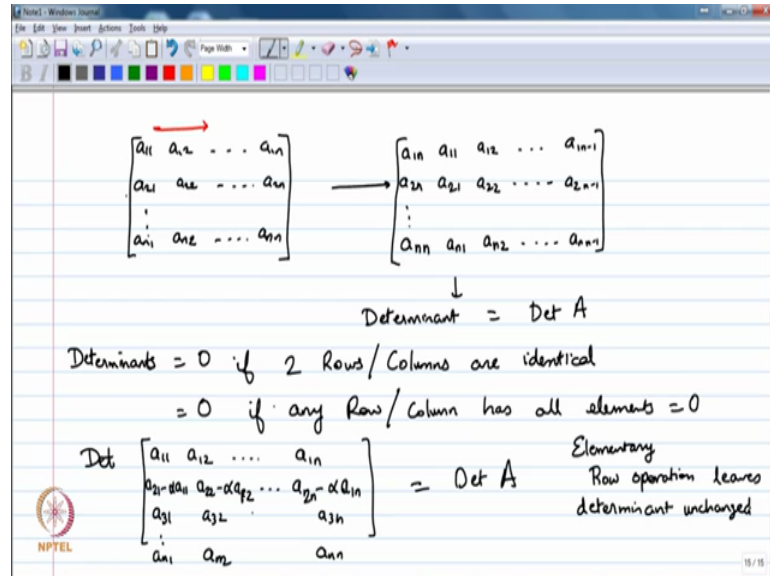 Note1 - Windows Journal
File Edit View Insert Actions Tools Help
Page Width
B I
[a11 a12 . . . a1n] → [a1n a11 a12 ... a1n-1]
a21 a22 .... a2n a2n a21 a22 ..... a2n-1
⋮ ⋮
an1 an2 .... ann ann an1 an2 .... ann-1
↓
Determinant = Det A
Determinants = 0 if 2 Rows/Columns are identical
= 0 if any Row/Column has all elements = 0
Det [a11 a12 .... a1n] = Det A Elementary
a21-αa11 a22-αa12 ... a2n-αa1n Row operation leaves
a31 a32 a3n determinant unchanged
⋮
an1 an2 ann
NPTEL
15/15